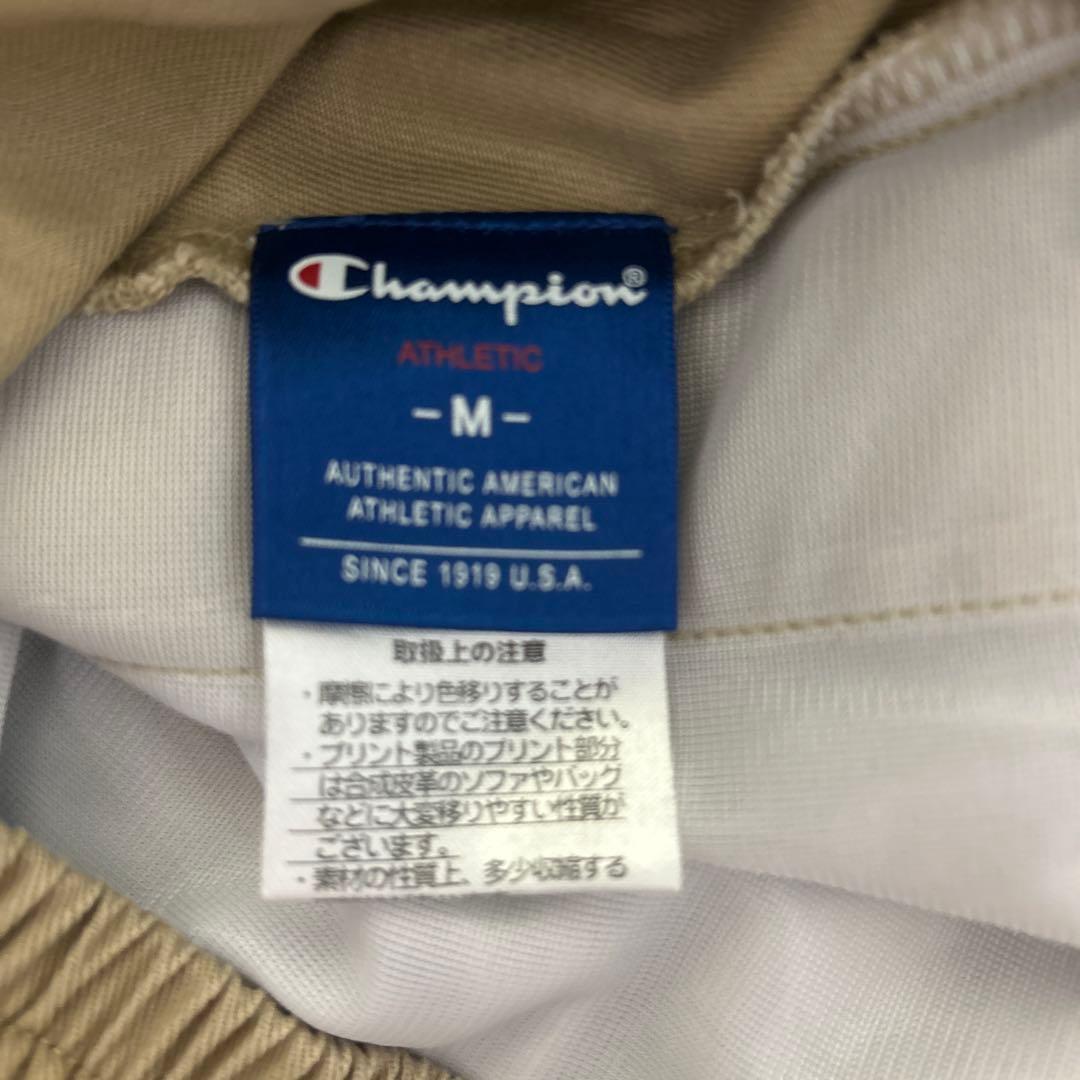 Champion®
ATHLETIC
- M -
AUTHENTIC AMERICAN
ATHLETIC APPAREL
SINCE 1919 U.S.A.
取扱上の注意
・摩擦により色移りすることが
ありますのでご注意ください。
・プリント製品のプリント部分
は合成皮革のソファやバッグ
などに大変移りやすい性質が
ございます。
・素材の性質上、多少収縮する